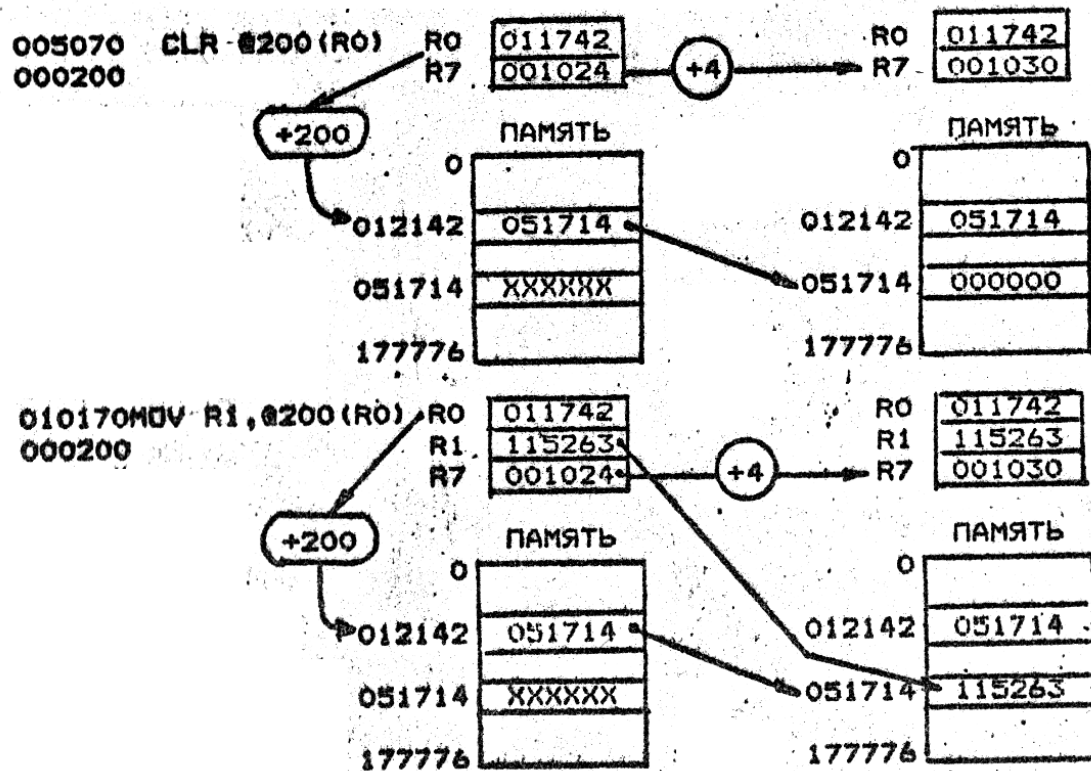 005070 CLR @200(R0) R0 011742 R0 011742
000200 R7 001024 +4 R7 001030
+200 ПАМЯТЬ ПАМЯТЬ
0 0
012142 051714 012142 051714
051714 XXXXXX 051714 000000
177776 177776
010170MOV R1,@200(R0) R0 011742 R0 011742
000200 R1 115263 R1 115263
R7 001024 +4 R7 001030
+200 ПАМЯТЬ ПАМЯТЬ
0 0
012142 051714 012142 051714
051714 XXXXXX 051714 115263
177776 177776